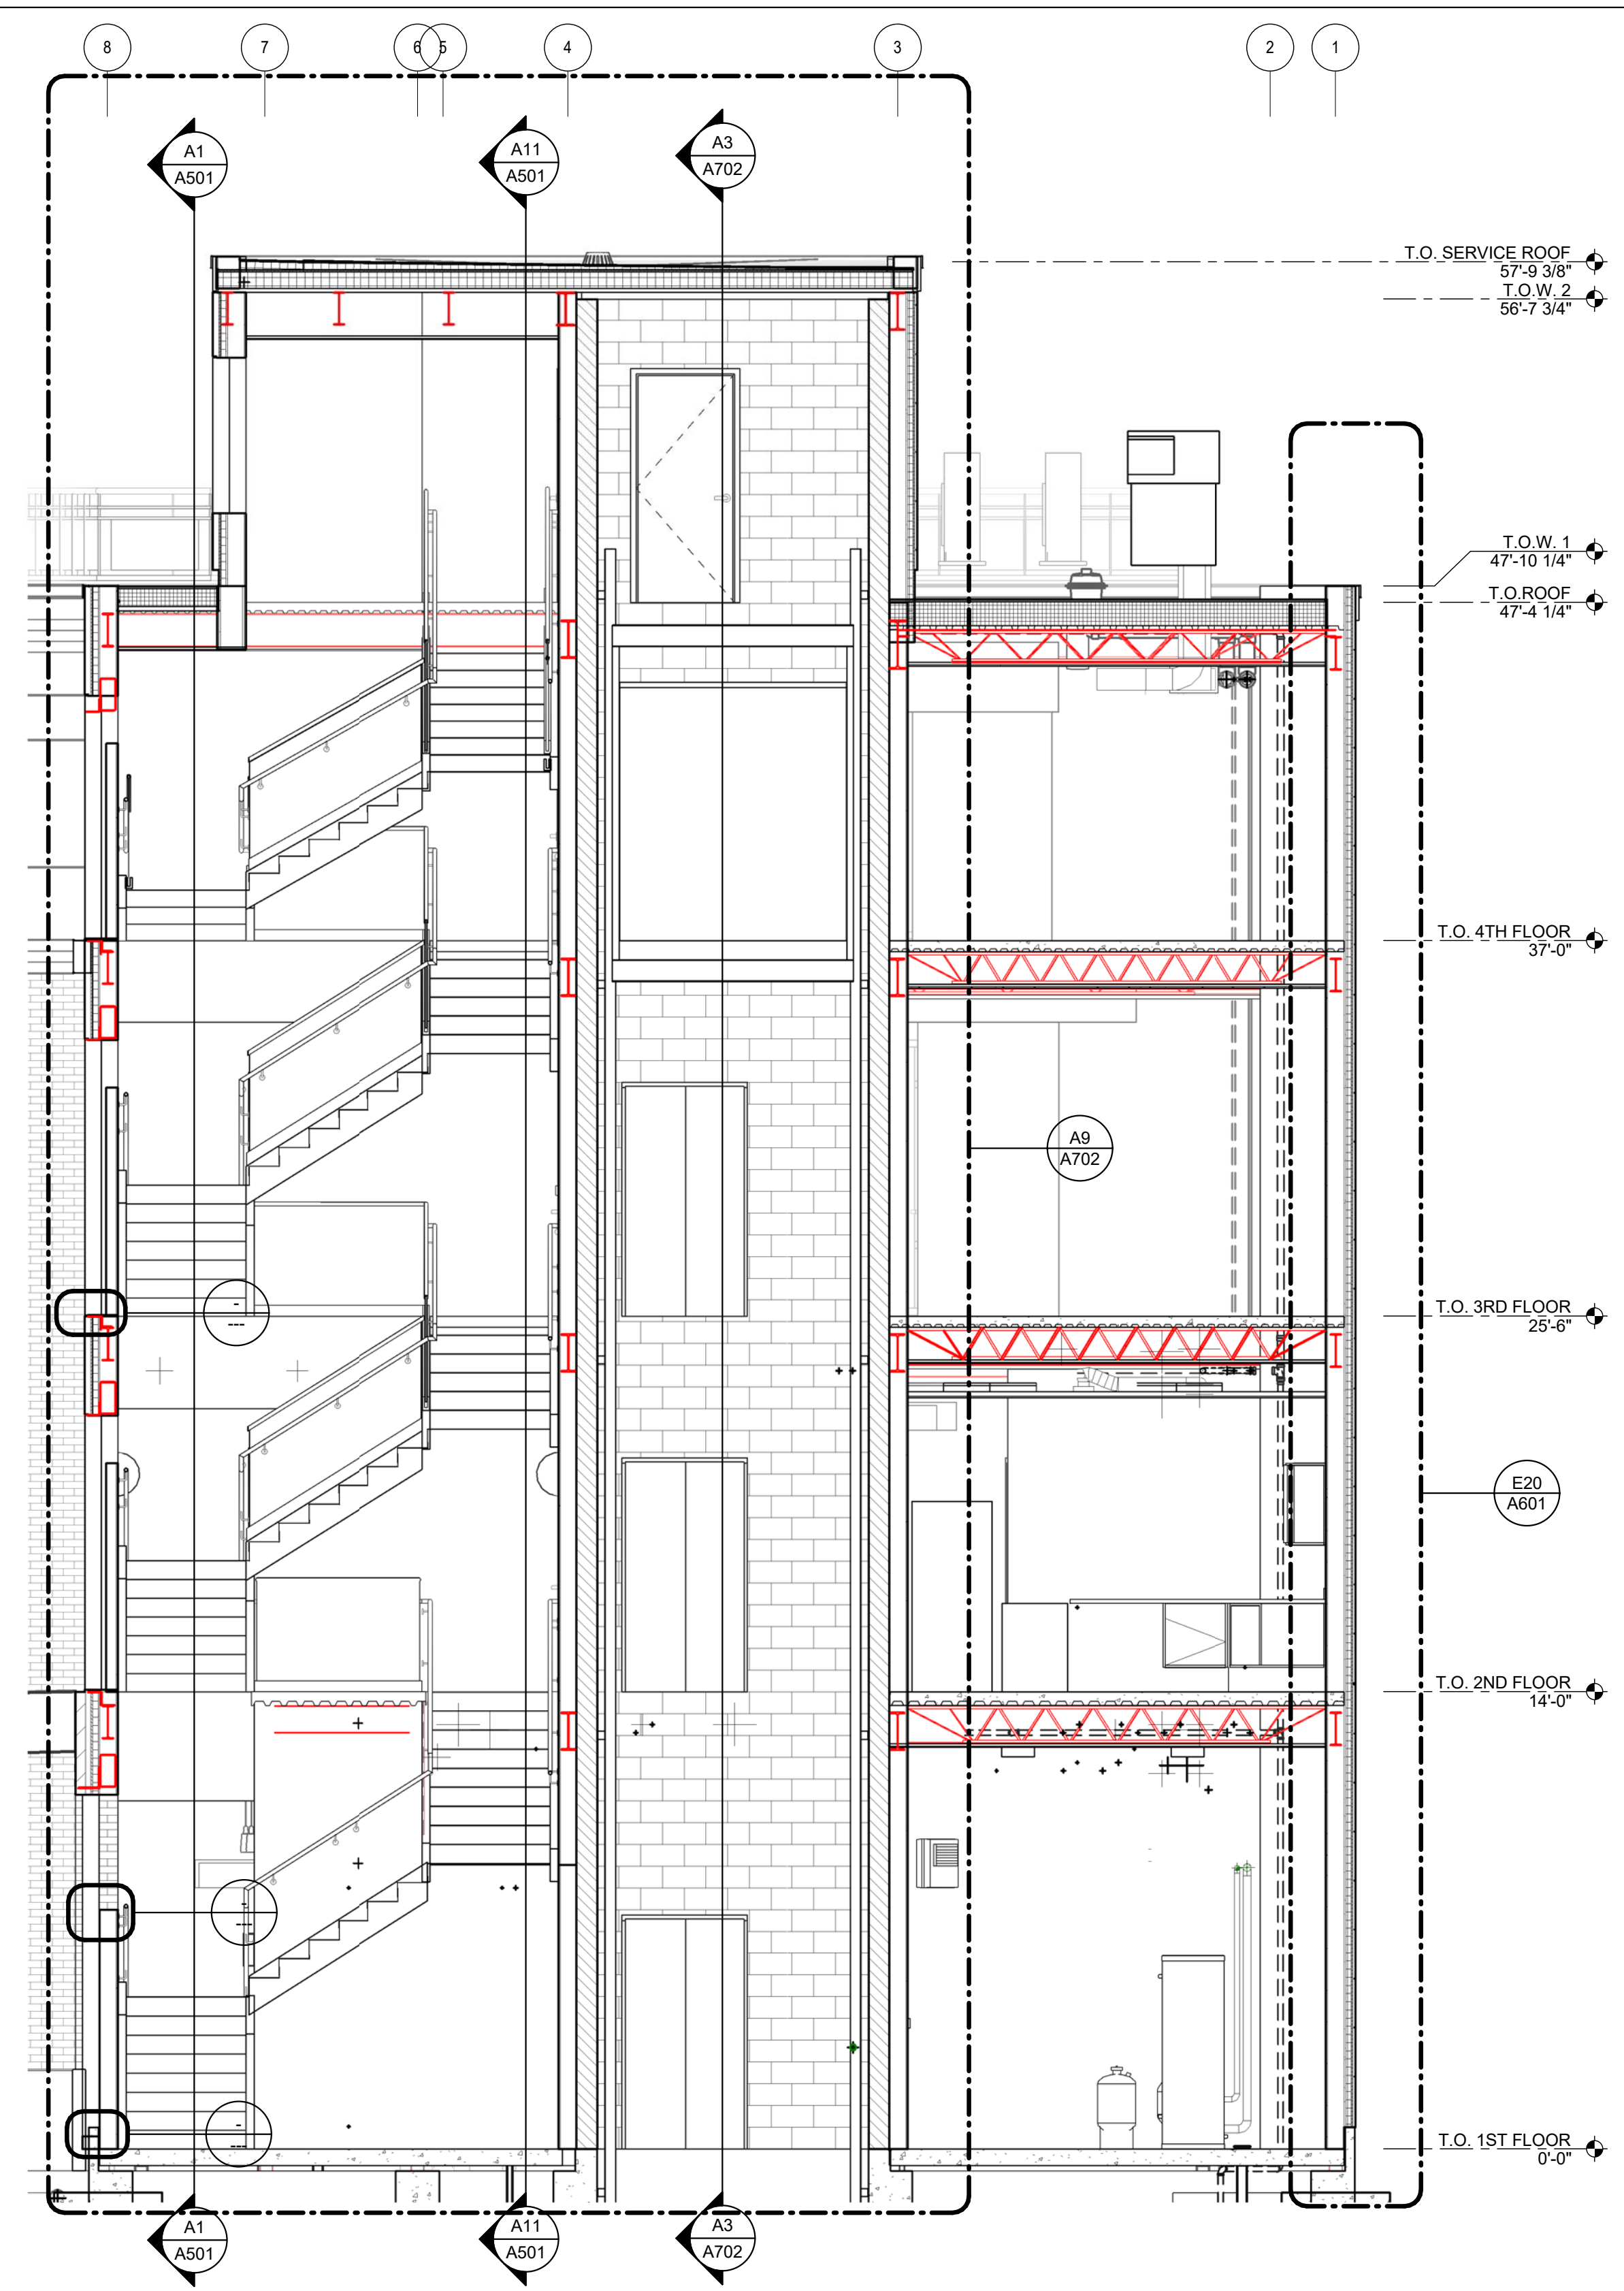 8
7
6
5
4
3
2
1
A1
A501
A11
A501
A3
A702
T.O. SERVICE ROOF
57'-9 3/8"
T.O.W. 2
56'-7 3/4"
T.O.W. 1
47'-10 1/4"
T.O.ROOF
47'-4 1/4"
T.O. 4TH FLOOR
37'-0"
A9
A702
T.O. 3RD FLOOR
25'-6"
-
---
E20
A601
T.O. 2ND FLOOR
14'-0"
-
---
-
---
T.O. 1ST FLOOR
0'-0"
A1
A501
A11
A501
A3
A702